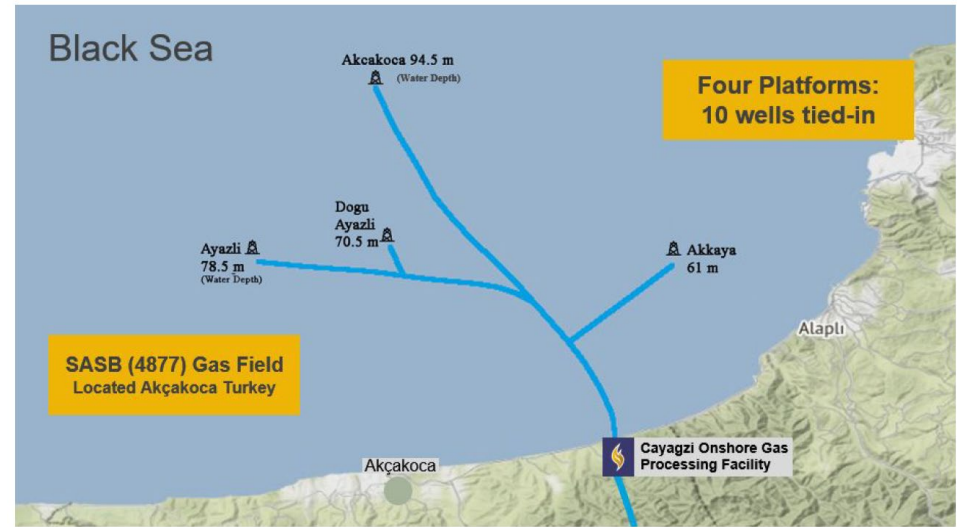 Black Sea
Akcakoca 94.5 m
(Water Depth)
Four Platforms:
10 wells tied-in
Dogu
Ayazli
70.5 m
Ayazli
78.5 m
(Water Depth)
Akkaya
61 m
Alaplı
SASB (4877) Gas Field
Located Akçakoca Turkey
Cayagzi Onshore Gas
Processing Facility
Akçakoca